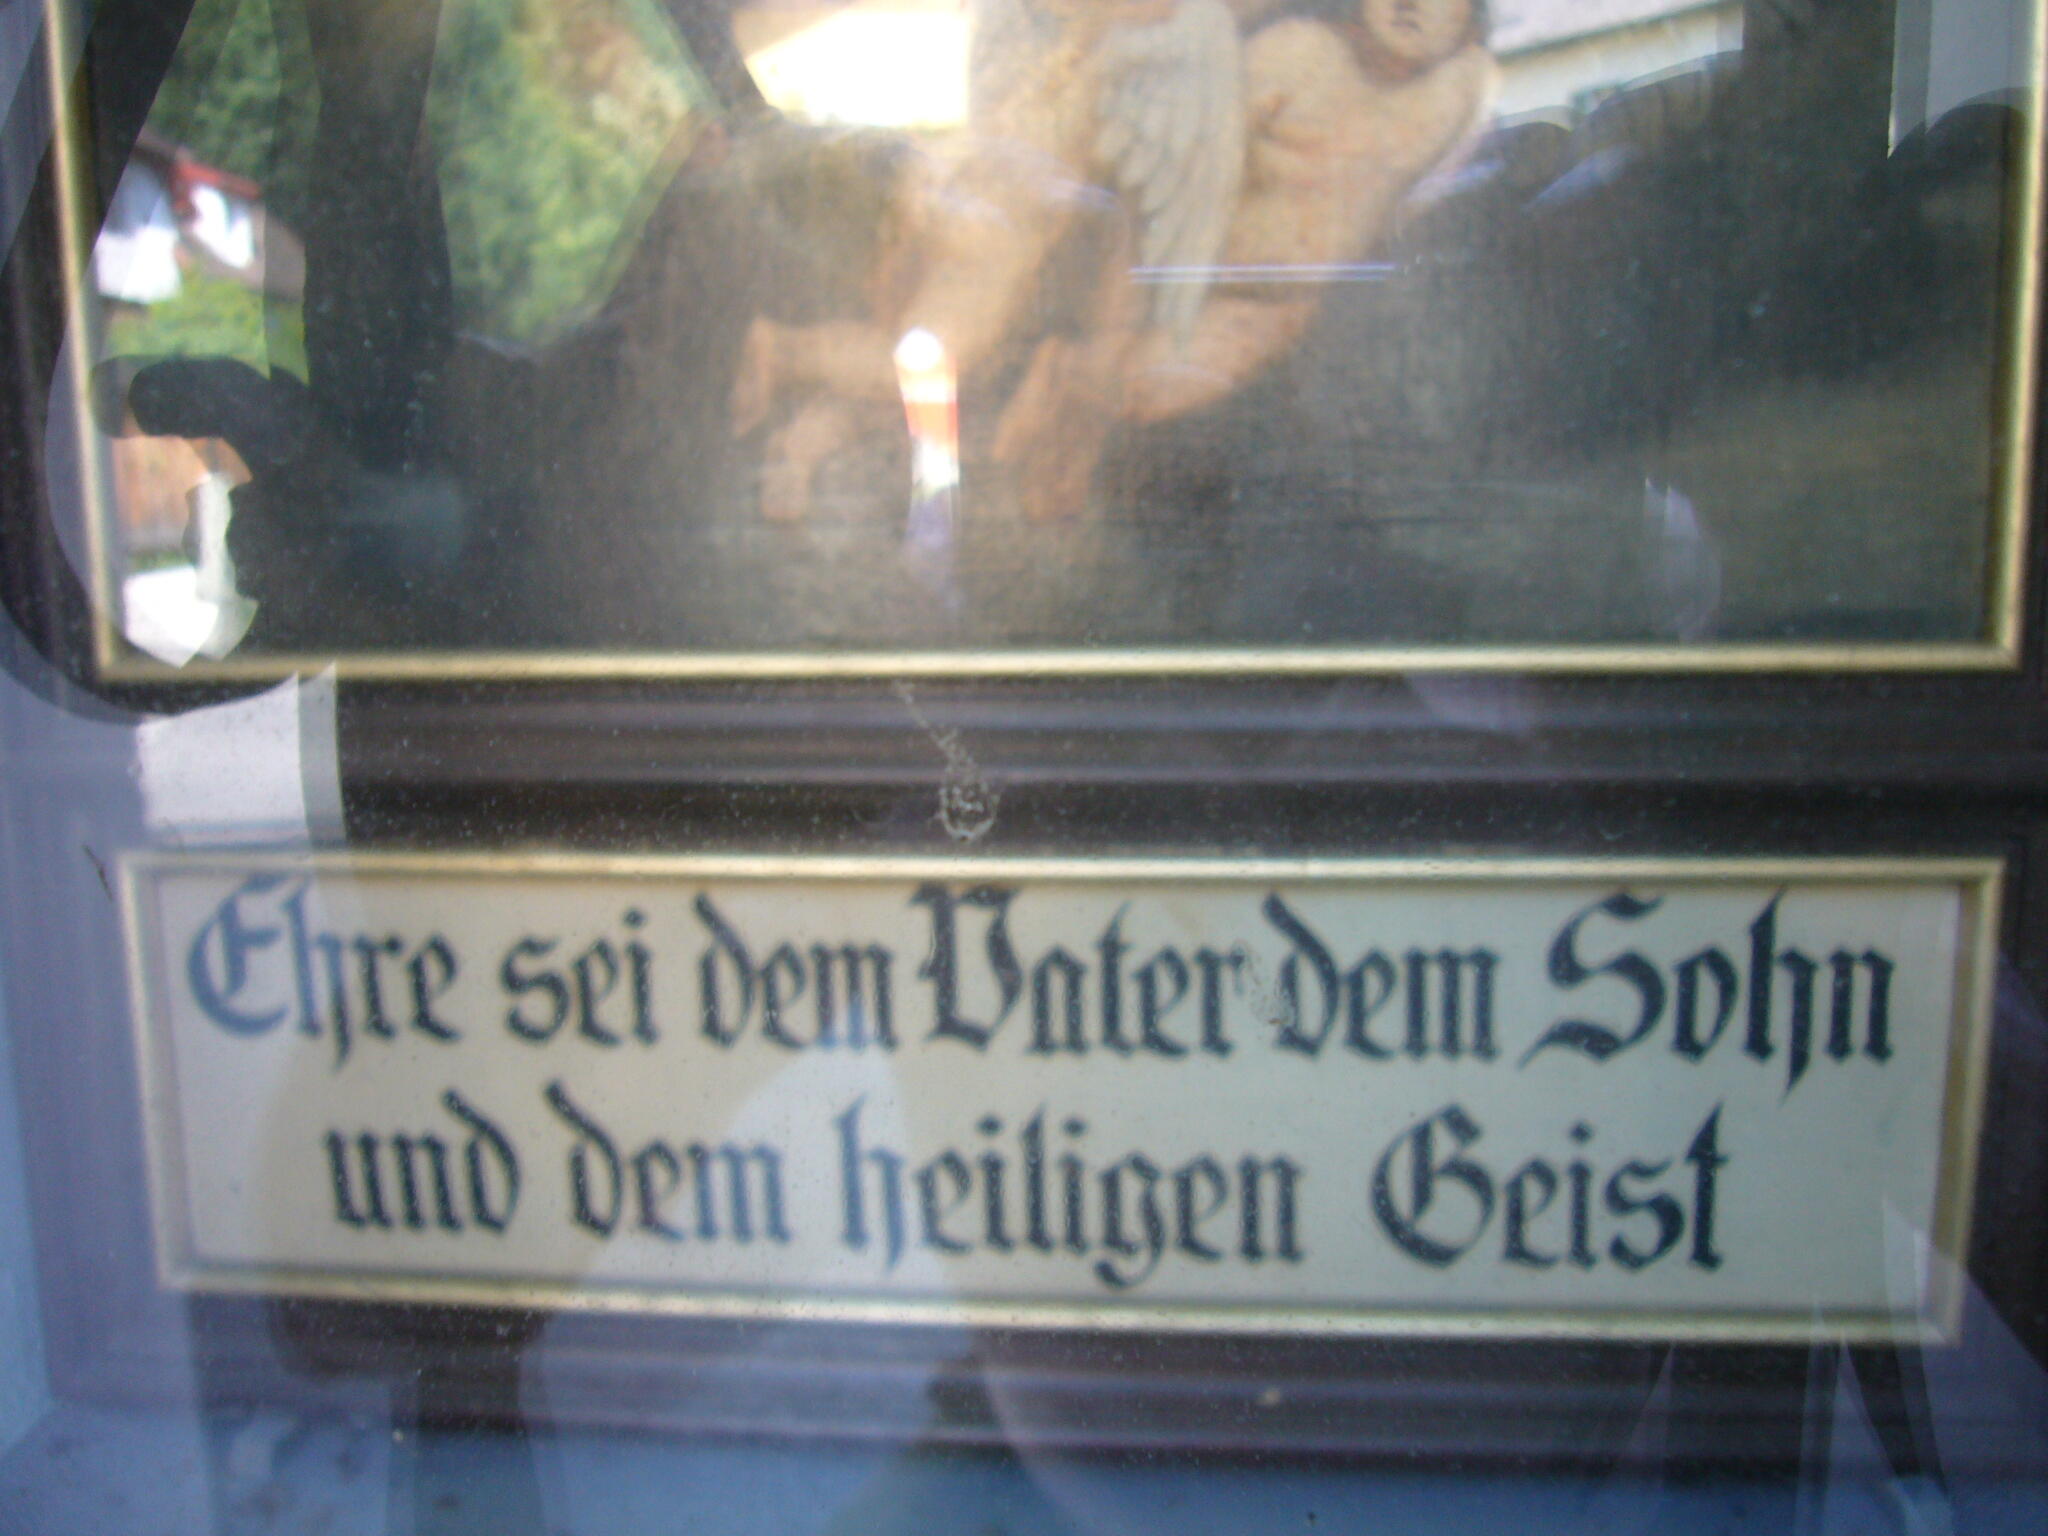 Ehre sei dem Vater dem Sohn
und dem heiligen Geist